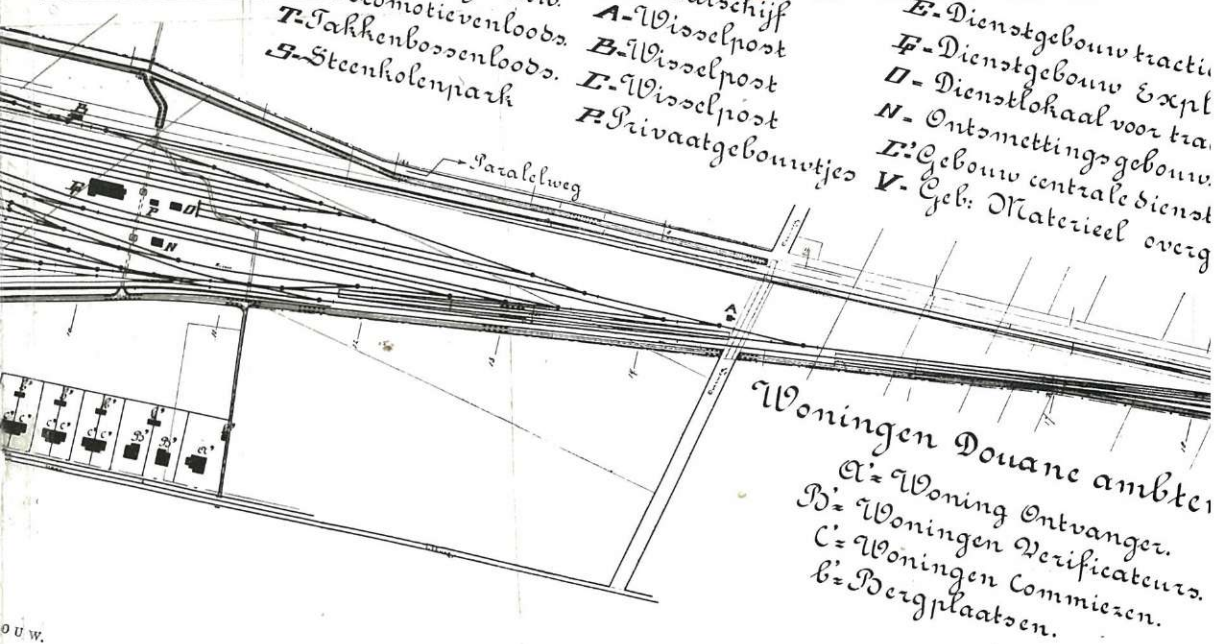 T-Takkenbossenloods.
S-Steenkolenpark
A-Wisselpost
B-Wisselpost
C-Wisselpost
P-Privaatgebouwtjes
E-Dienstgebouw
F-Dienstgebouw
O-Dienstlokaal voor
N-Ontsmettingsgebouw.
E'-Gebouw centrale dienst
V-Geb: Materieel
Paralelweg
B
F
P
O
N
A
C'
C' C'
C' C'
B'
B'
a'
Woningen Douane
a'= Woning Ontvanger.
B'= Woningen Verificateurs.
C'= Woningen Commiezen.
b'= Bergplaatsen.